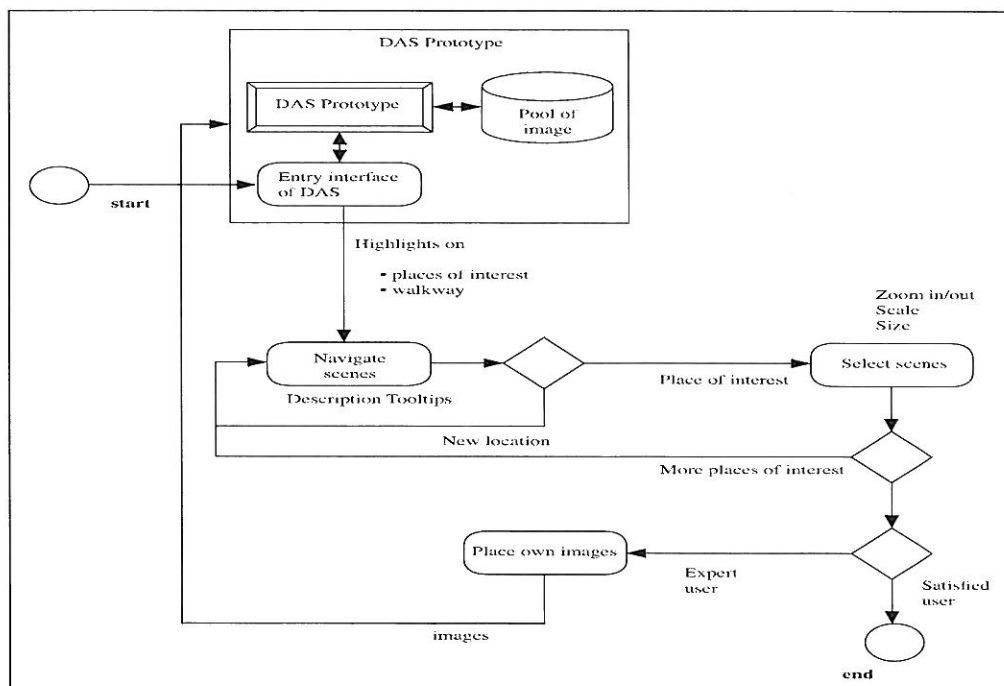 DAS Prototype
DAS Prototype
Pool of
image
Entry interface
of DAS
start
Highlights on
▪ places of interest
▪ walkway
Zoom in/out
Scale
Size
Navigate
scenes
Select scenes
Place of interest
Description Tooltips
New location
More places of interest
Place own images
Expert
user
Satisfied
user
images
end